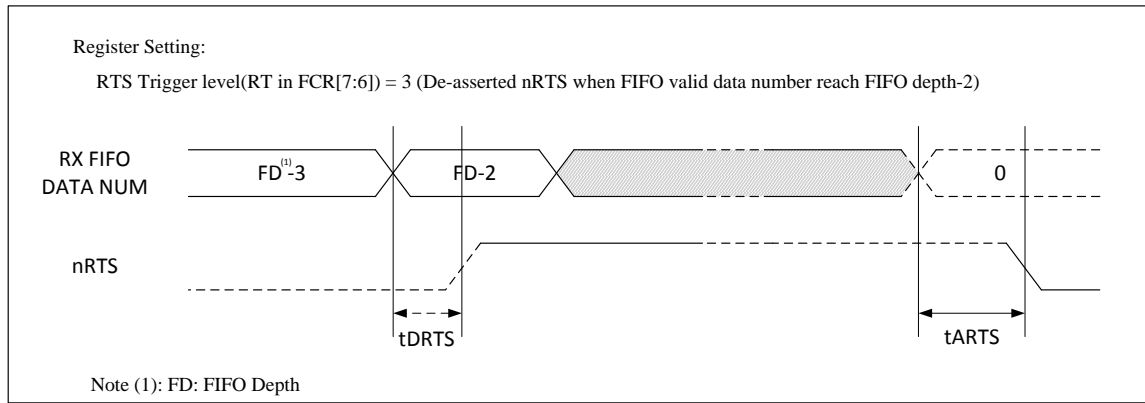 Register Setting:
RTS Trigger level(RT in FCR[7:6]) = 3 (De-asserted nRTS when FIFO valid data number reach FIFO depth-2)
RX FIFO
DATA NUM
FD(1)-3
FD-2
0
nRTS
tDRTS
tARTS
Note (1): FD: FIFO Depth